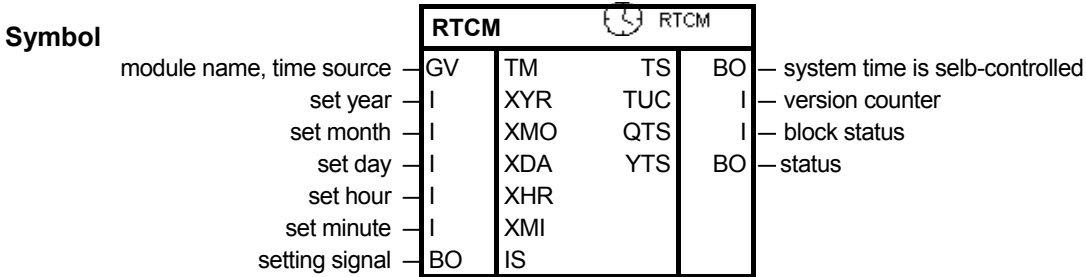 Symbol
RTCM RTCM
module name, time source GV TM TS BO system time is selb-controlled
set year I XYR TUC I version counter
set month I XMO QTS I block status
set day I XDA YTS BO status
set hour I XHR
set minute I XMI
setting signal BO IS